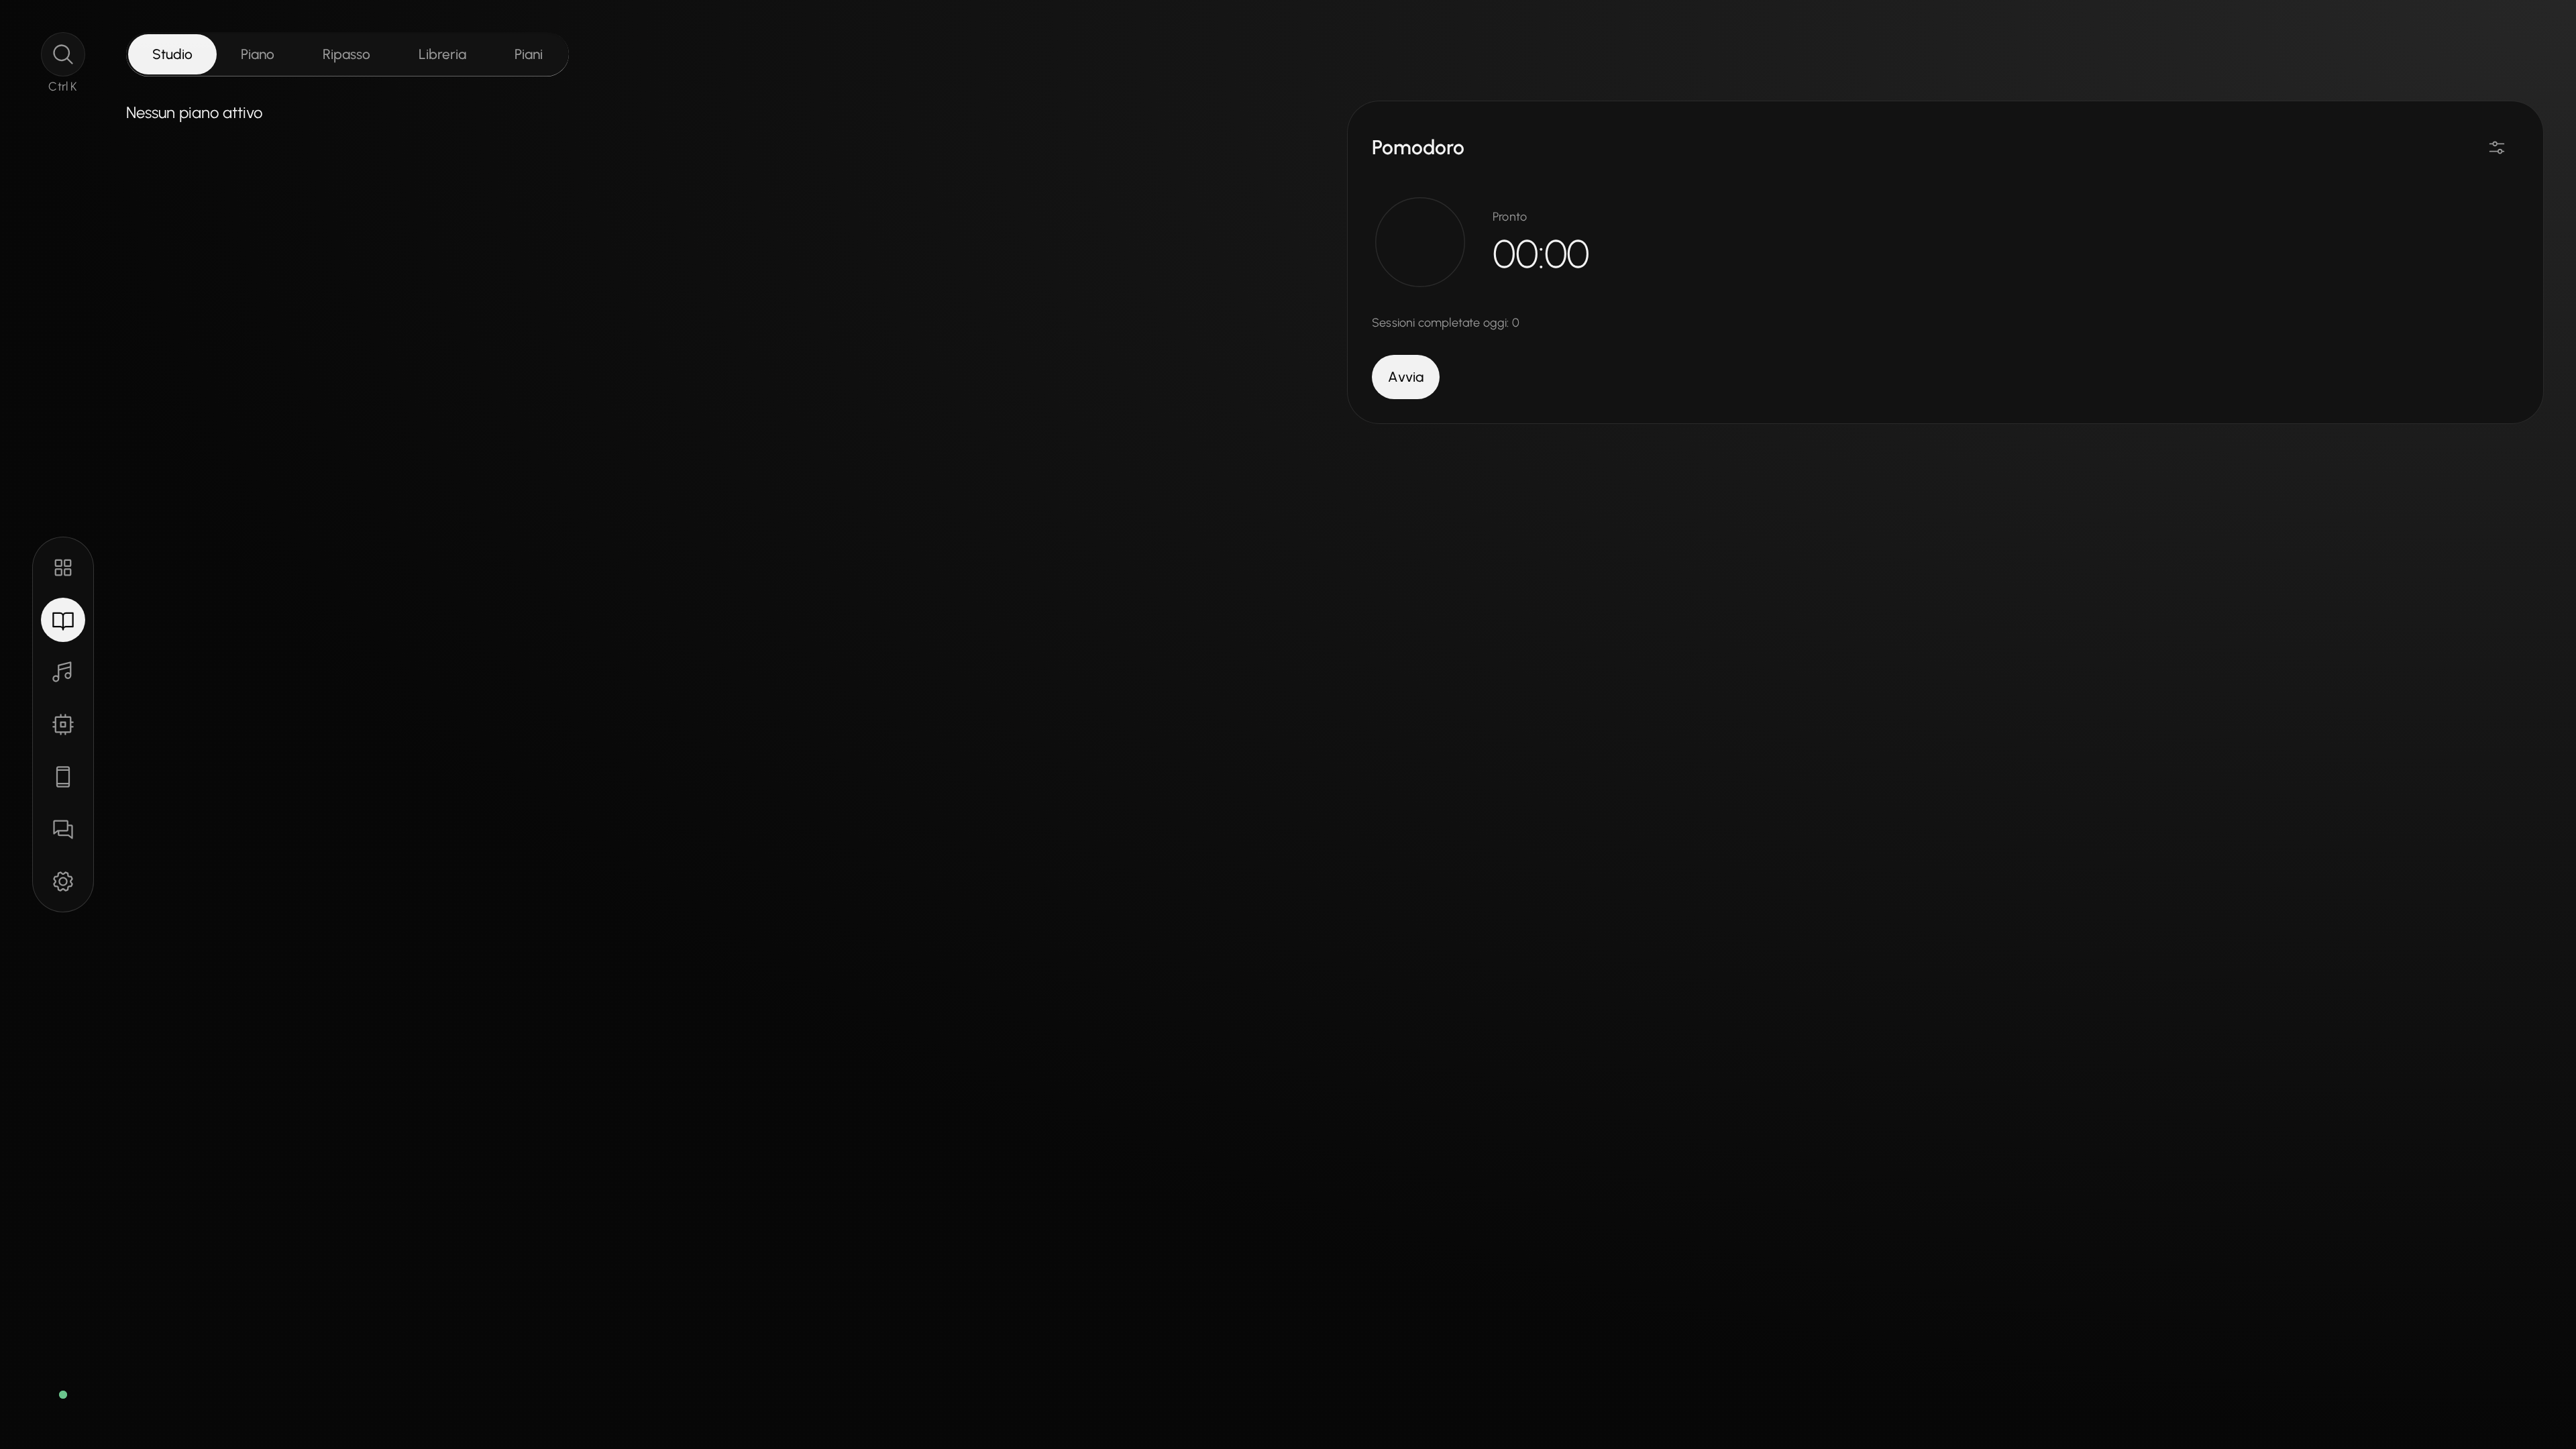 Studio Piano Ripasso Libreria Piani
Ctrl K
Nessun piano attivo
Pomodoro
Pronto
00:00
Sessioni completate oggi: 0
Avvia